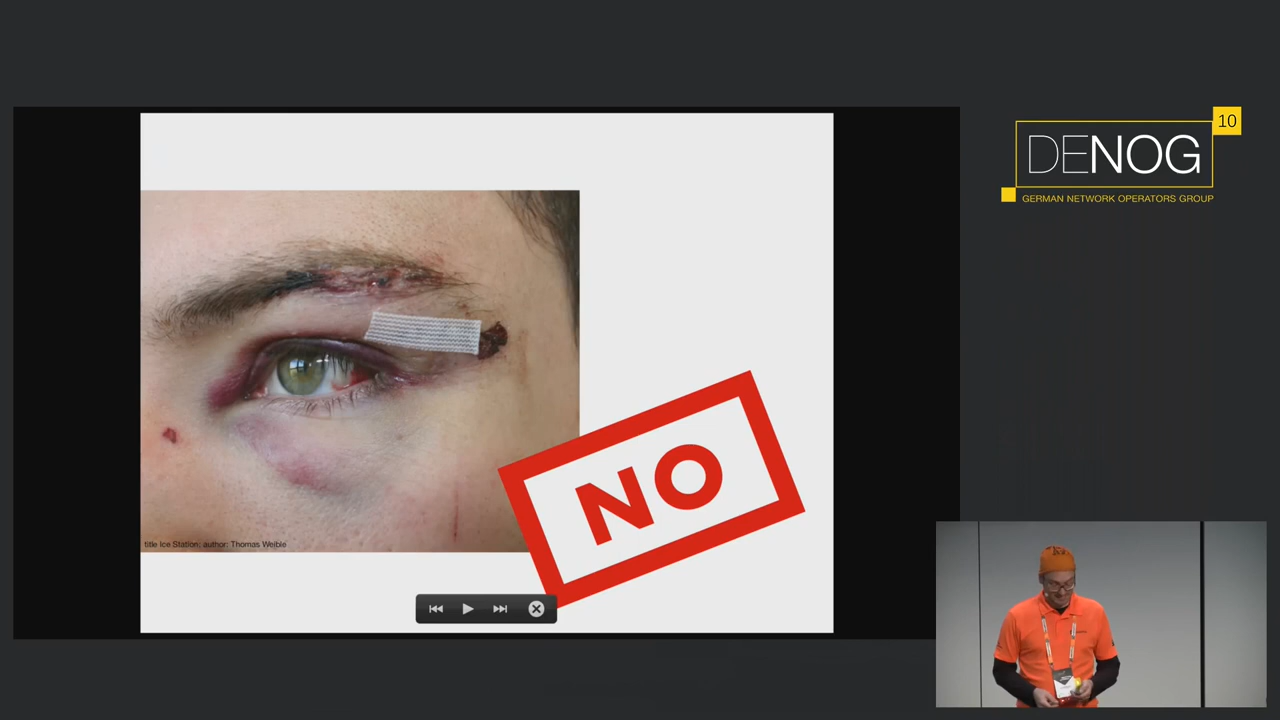 10
DENOG
GERMAN NETWORK OPERATORS GROUP
NO
title Ice Station; author: Thomas Weible